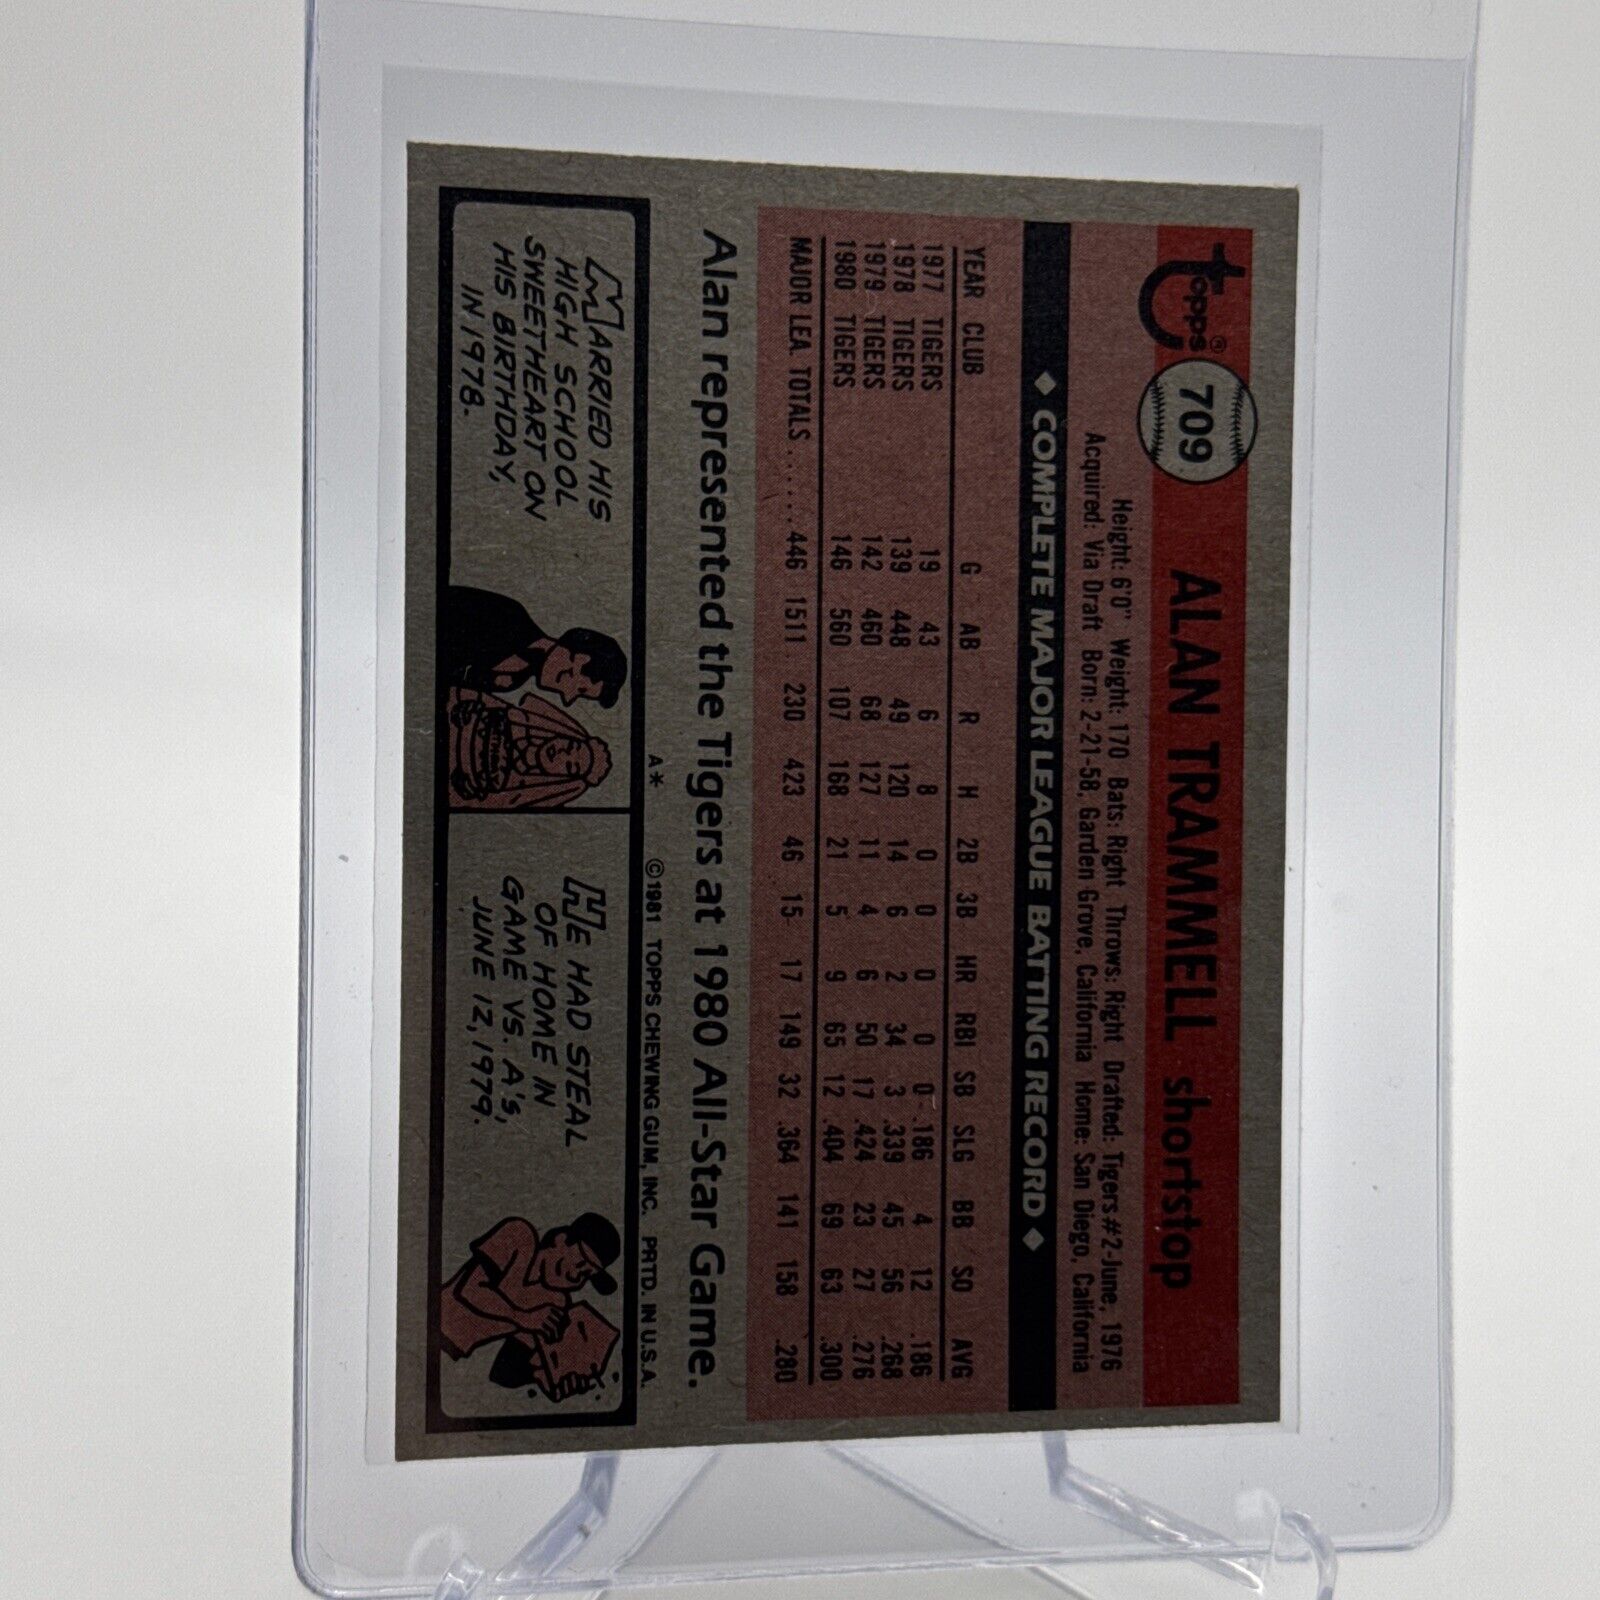 topps®
709
ALAN TRAMMELL shortstop
Height: 6'0" Weight: 170 Bats: Right Throws: Right Drafted: Tigers #2-June, 1976
Acquired: Via Draft Born: 2-21-58, Garden Grove, California Home: San Diego, California
◆ COMPLETE MAJOR LEAGUE BATTING RECORD ◆
YEAR CLUB G AB R H 2B 3B HR RBI SB SLG BB SO AVG
1977 TIGERS 19 43 6 8 0 0 0 0 0 .186 4 12 .186
1978 TIGERS 139 448 49 120 14 6 2 34 3 .339 45 56 .268
1979 TIGERS 142 460 68 127 11 4 6 50 17 .424 23 27 .276
1980 TIGERS 146 560 107 168 21 5 9 65 12 .404 69 63 .300
MAJOR LEA. TOTALS....... 446 1511 230 423 46 15 17 149 32 .364 141 158 .280
Alan represented the Tigers at 1980 All-Star Game.
A* ©1981 TOPPS CHEWING GUM, INC. PRTD. IN U.S.A.
MARRIED HIS
HIGH SCHOOL
SWEETHEART ON
HIS BIRTHDAY,
IN 1978.
HE HAD STEAL
OF HOME IN
GAME VS. A's,
JUNE 12, 1979.